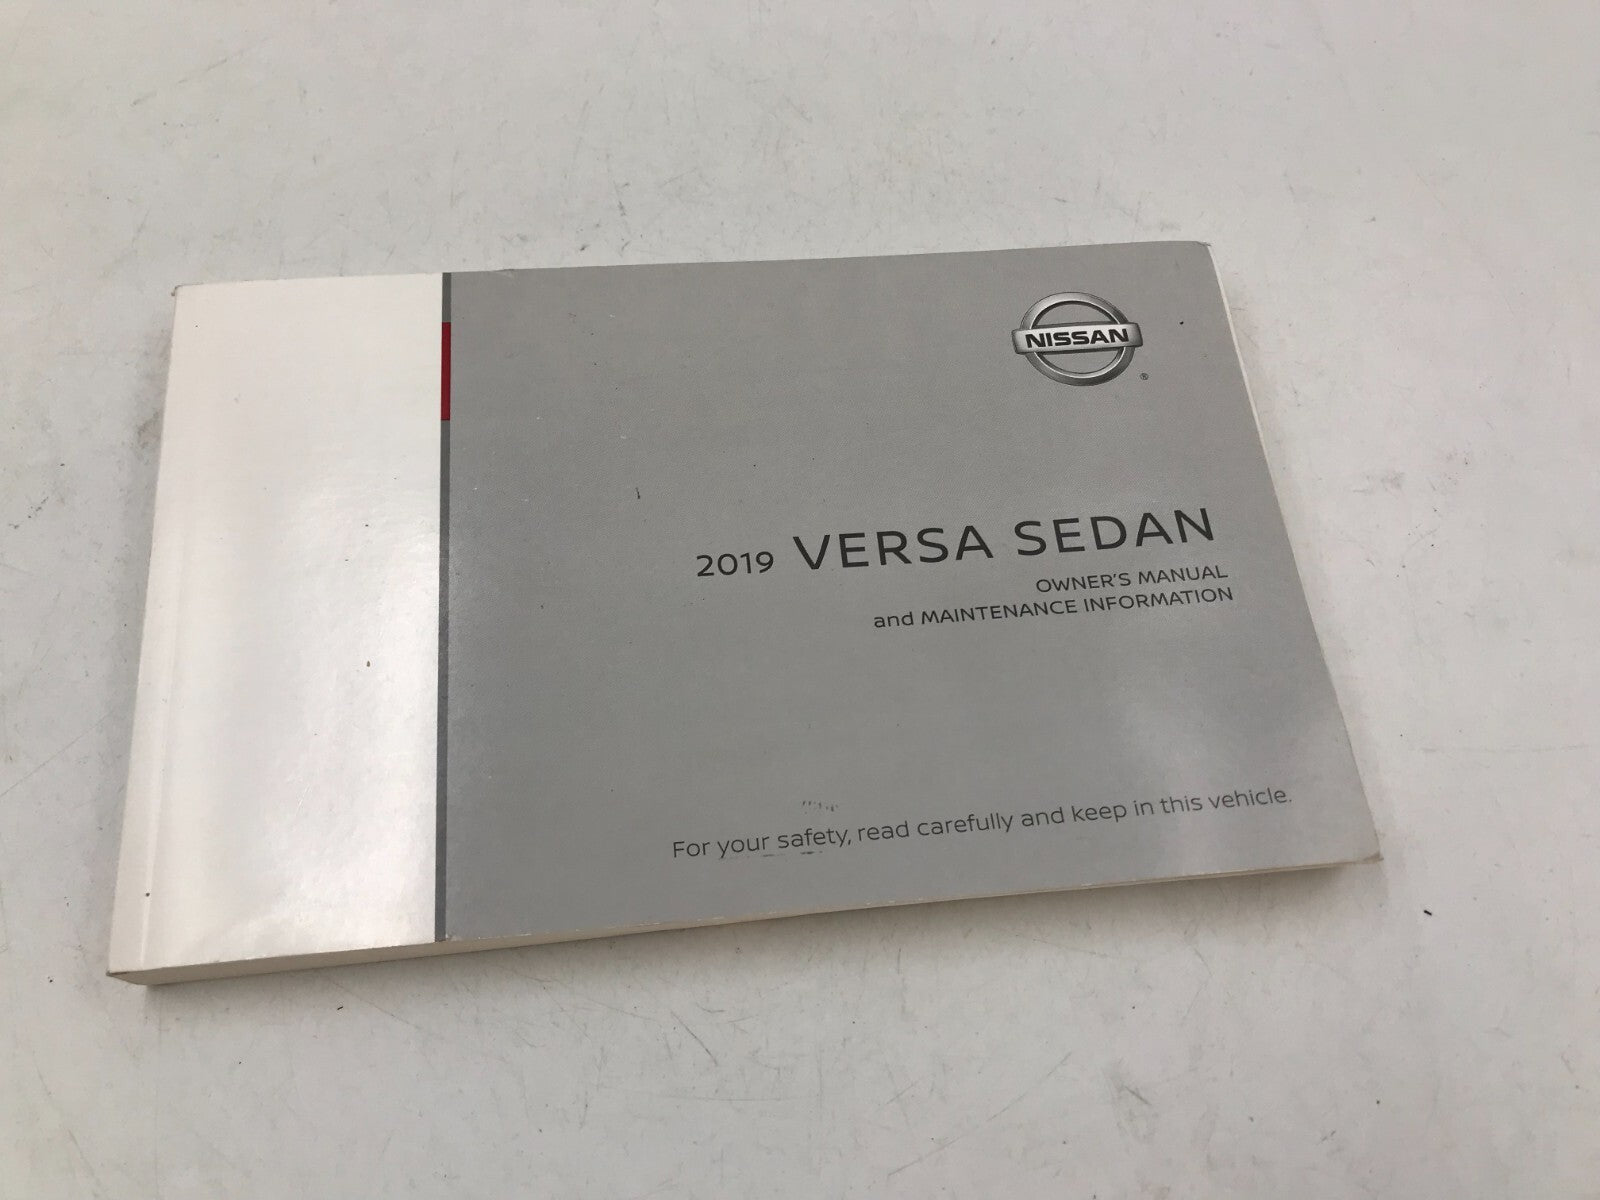 NISSAN
®
2019 VERSA SEDAN
OWNER'S MANUAL
and MAINTENANCE INFORMATION
For your safety, read carefully and keep in this vehicle.